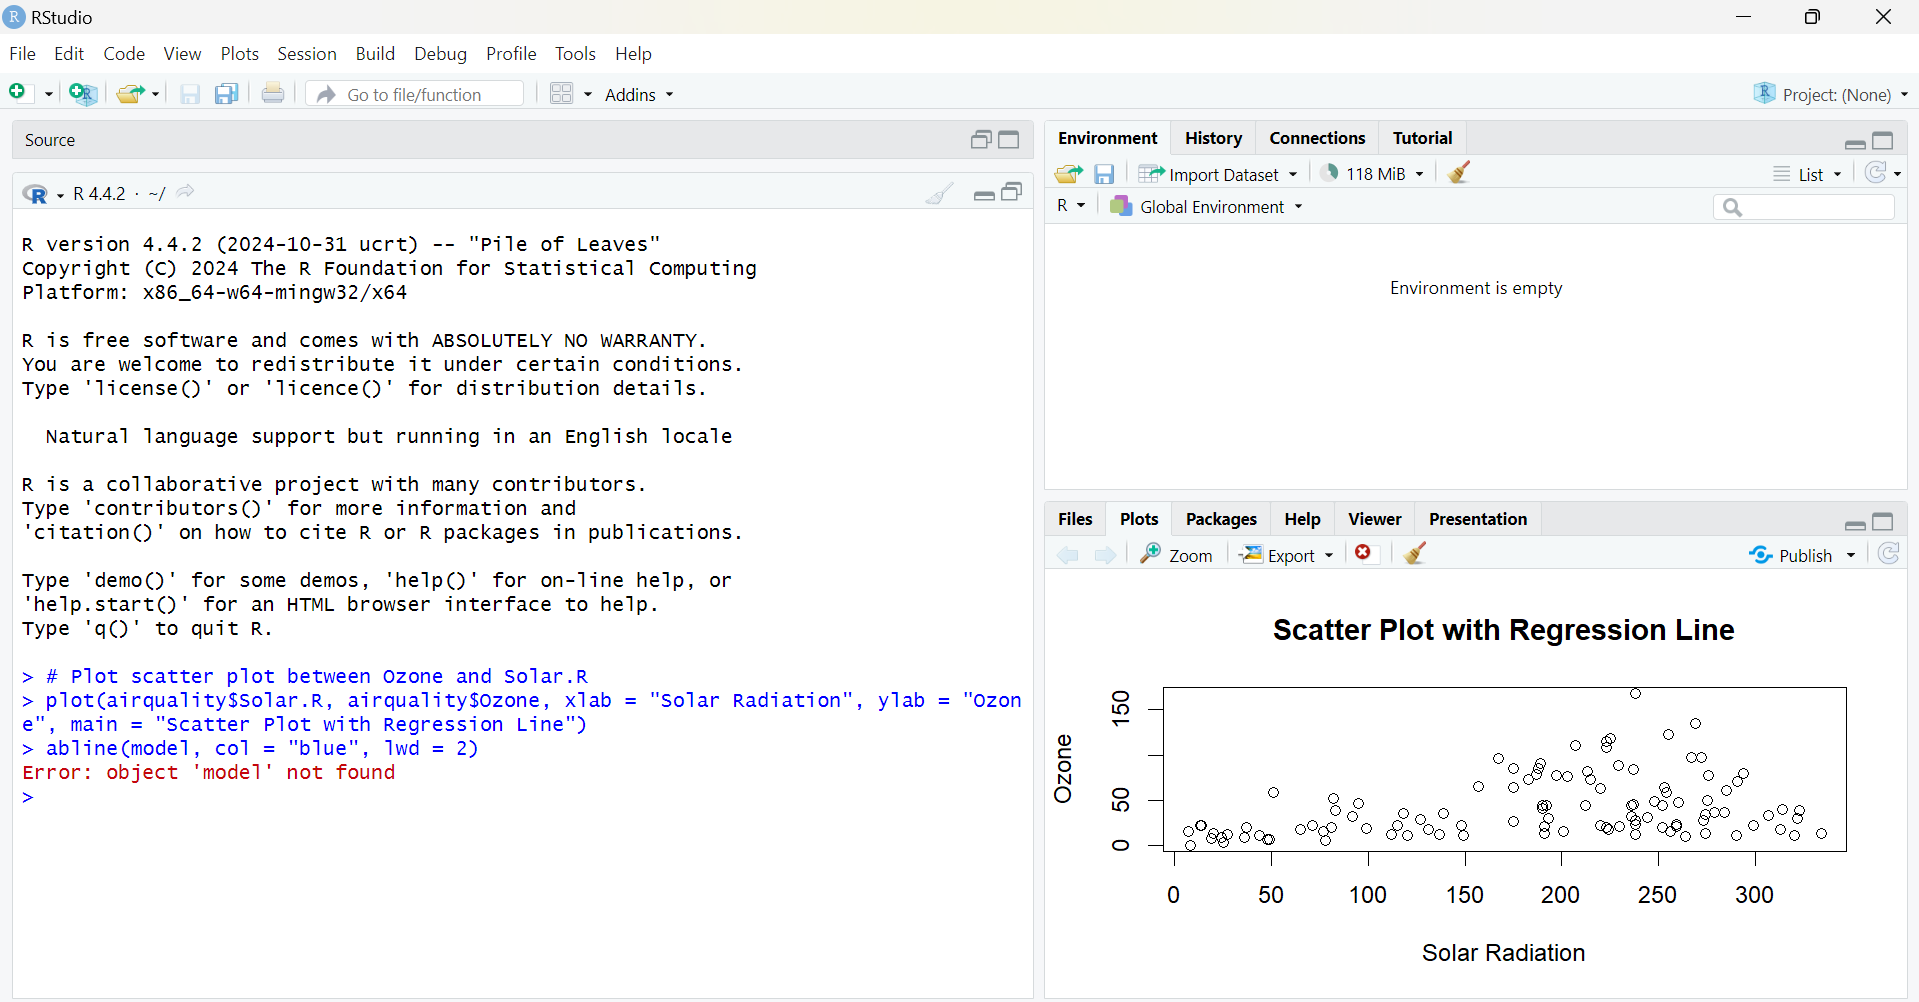 RStudio
File Edit Code View Plots Session Build Debug Profile Tools Help
Go to file/function Addins Project: (None)
Source
R 4.4.2 · ~/
R version 4.4.2 (2024-10-31 ucrt) -- "Pile of Leaves"
Copyright (C) 2024 The R Foundation for Statistical Computing
Platform: x86_64-w64-mingw32/x64
R is free software and comes with ABSOLUTELY NO WARRANTY.
You are welcome to redistribute it under certain conditions.
Type 'license()' or 'licence()' for distribution details.
Natural language support but running in an English locale
R is a collaborative project with many contributors.
Type 'contributors()' for more information and
'citation()' on how to cite R or R packages in publications.
Type 'demo()' for some demos, 'help()' for on-line help, or
'help.start()' for an HTML browser interface to help.
Type 'q()' to quit R.
> # Plot scatter plot between Ozone and Solar.R
> plot(airquality$Solar.R, airquality$Ozone, xlab = "Solar Radiation", ylab = "Ozon
e", main = "Scatter Plot with Regression Line")
> abline(model, col = "blue", lwd = 2)
Error: object 'model' not found
>
Environment History Connections Tutorial
Import Dataset 118 MiB List
R Global Environment
Environment is empty
Files Plots Packages Help Viewer Presentation
Zoom Export Publish
Scatter Plot with Regression Line
Ozone
150
50
0
0 50 100 150 200 250 300
Solar Radiation